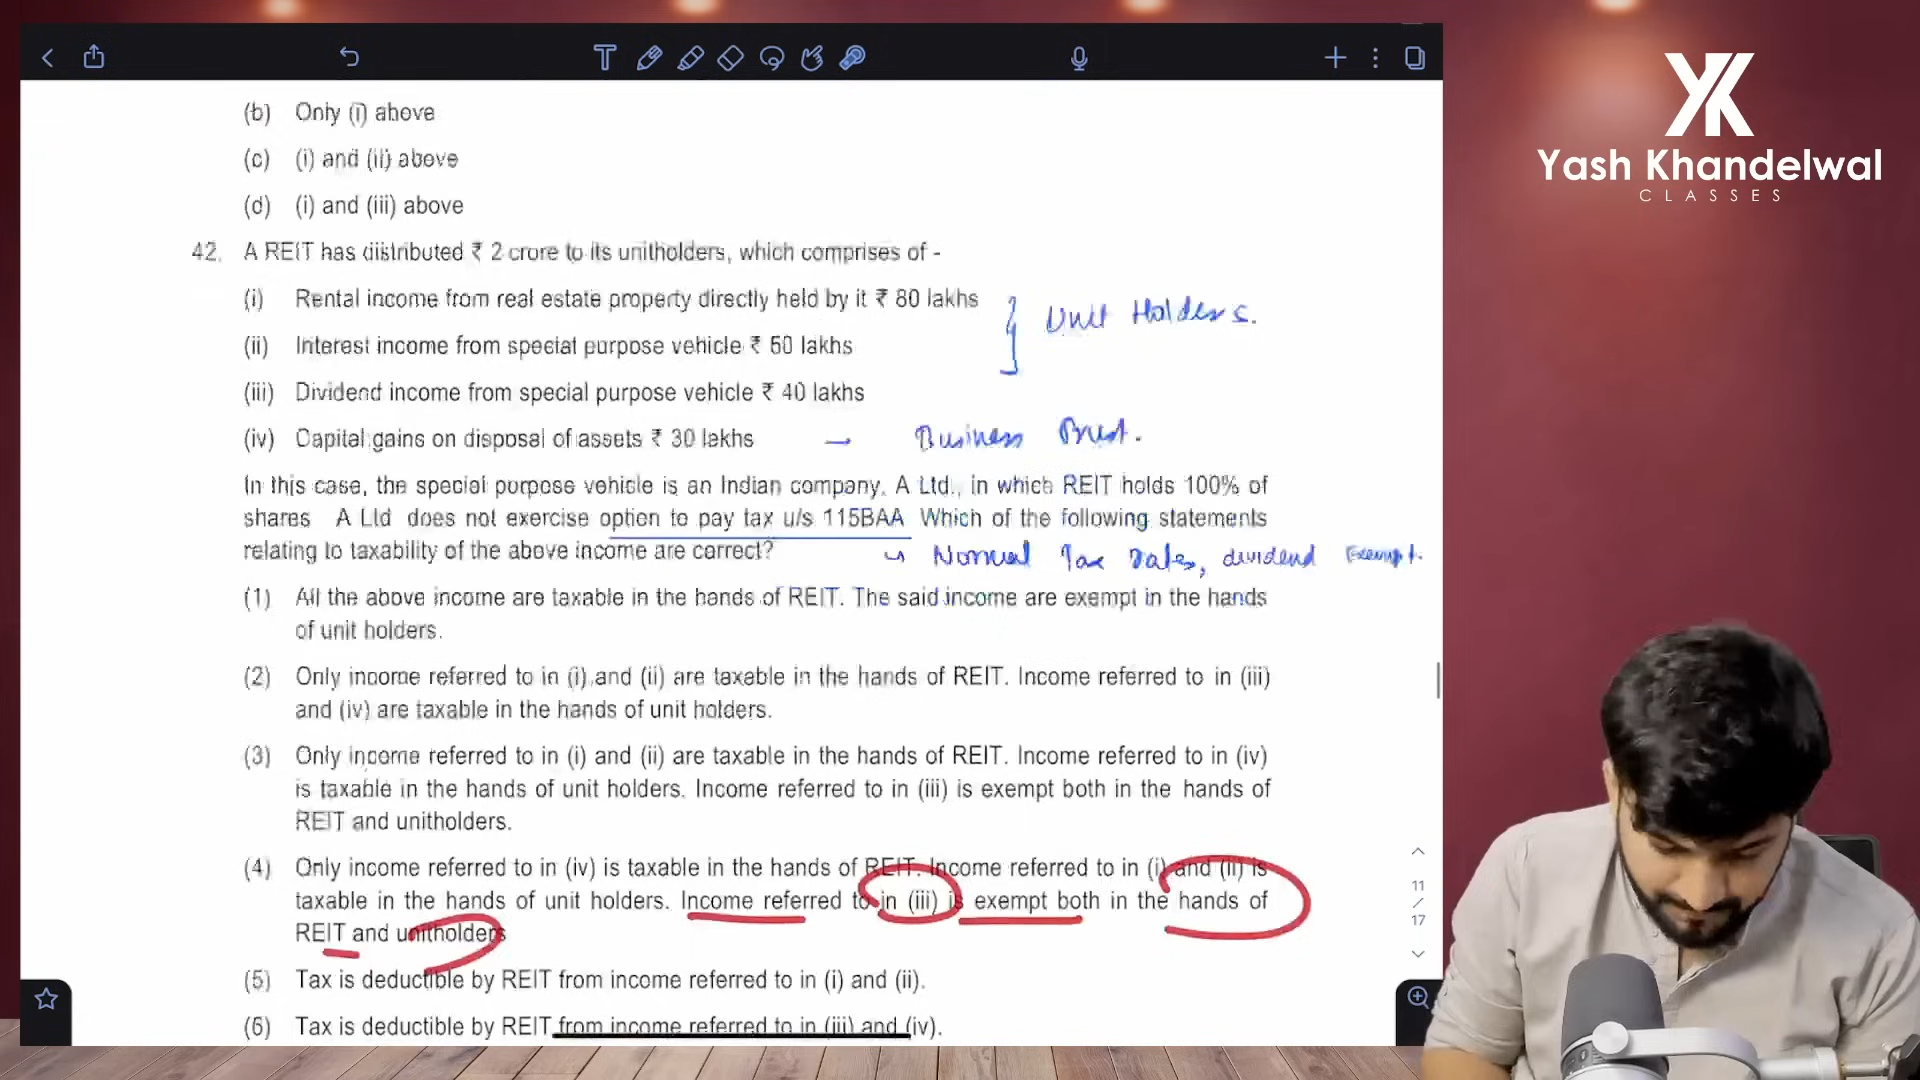 (b) Only (i) above
(c) (i) and (ii) above
(d) (i) and (iii) above
42. A REIT has distributed ₹ 2 crore to its unitholders, which comprises of -
(i) Rental income from real estate property directly held by it ₹ 80 lakhs
(ii) Interest income from special purpose vehicle ₹ 50 lakhs
} Unit Holders.
(iii) Dividend income from special purpose vehicle ₹ 40 lakhs
(iv) Capital gains on disposal of assets ₹ 30 lakhs → Business Trust.
In this case, the special purpose vehicle is an Indian company, A Ltd., in which REIT holds 100% of
shares A Ltd does not exercise option to pay tax u/s 115BAA Which of the following statements
relating to taxability of the above income are correct?
↳ Normal Tax Rates, dividend Exempt.
(1) All the above income are taxable in the hands of REIT. The said income are exempt in the hands
of unit holders.
(2) Only income referred to in (i) and (ii) are taxable in the hands of REIT. Income referred to in (iii)
and (iv) are taxable in the hands of unit holders.
(3) Only income referred to in (i) and (ii) are taxable in the hands of REIT. Income referred to in (iv)
is taxable in the hands of unit holders. Income referred to in (iii) is exempt both in the hands of
REIT and unitholders.
(4) Only income referred to in (iv) is taxable in the hands of REIT. Income referred to in (i) and (ii) is
taxable in the hands of unit holders. Income referred to in (iii) is exempt both in the hands of
REIT and unitholders
(5) Tax is deductible by REIT from income referred to in (i) and (ii).
(6) Tax is deductible by REIT from income referred to in (iii) and (iv).
11
/
17
YK
Yash Khandelwal
CLASSES